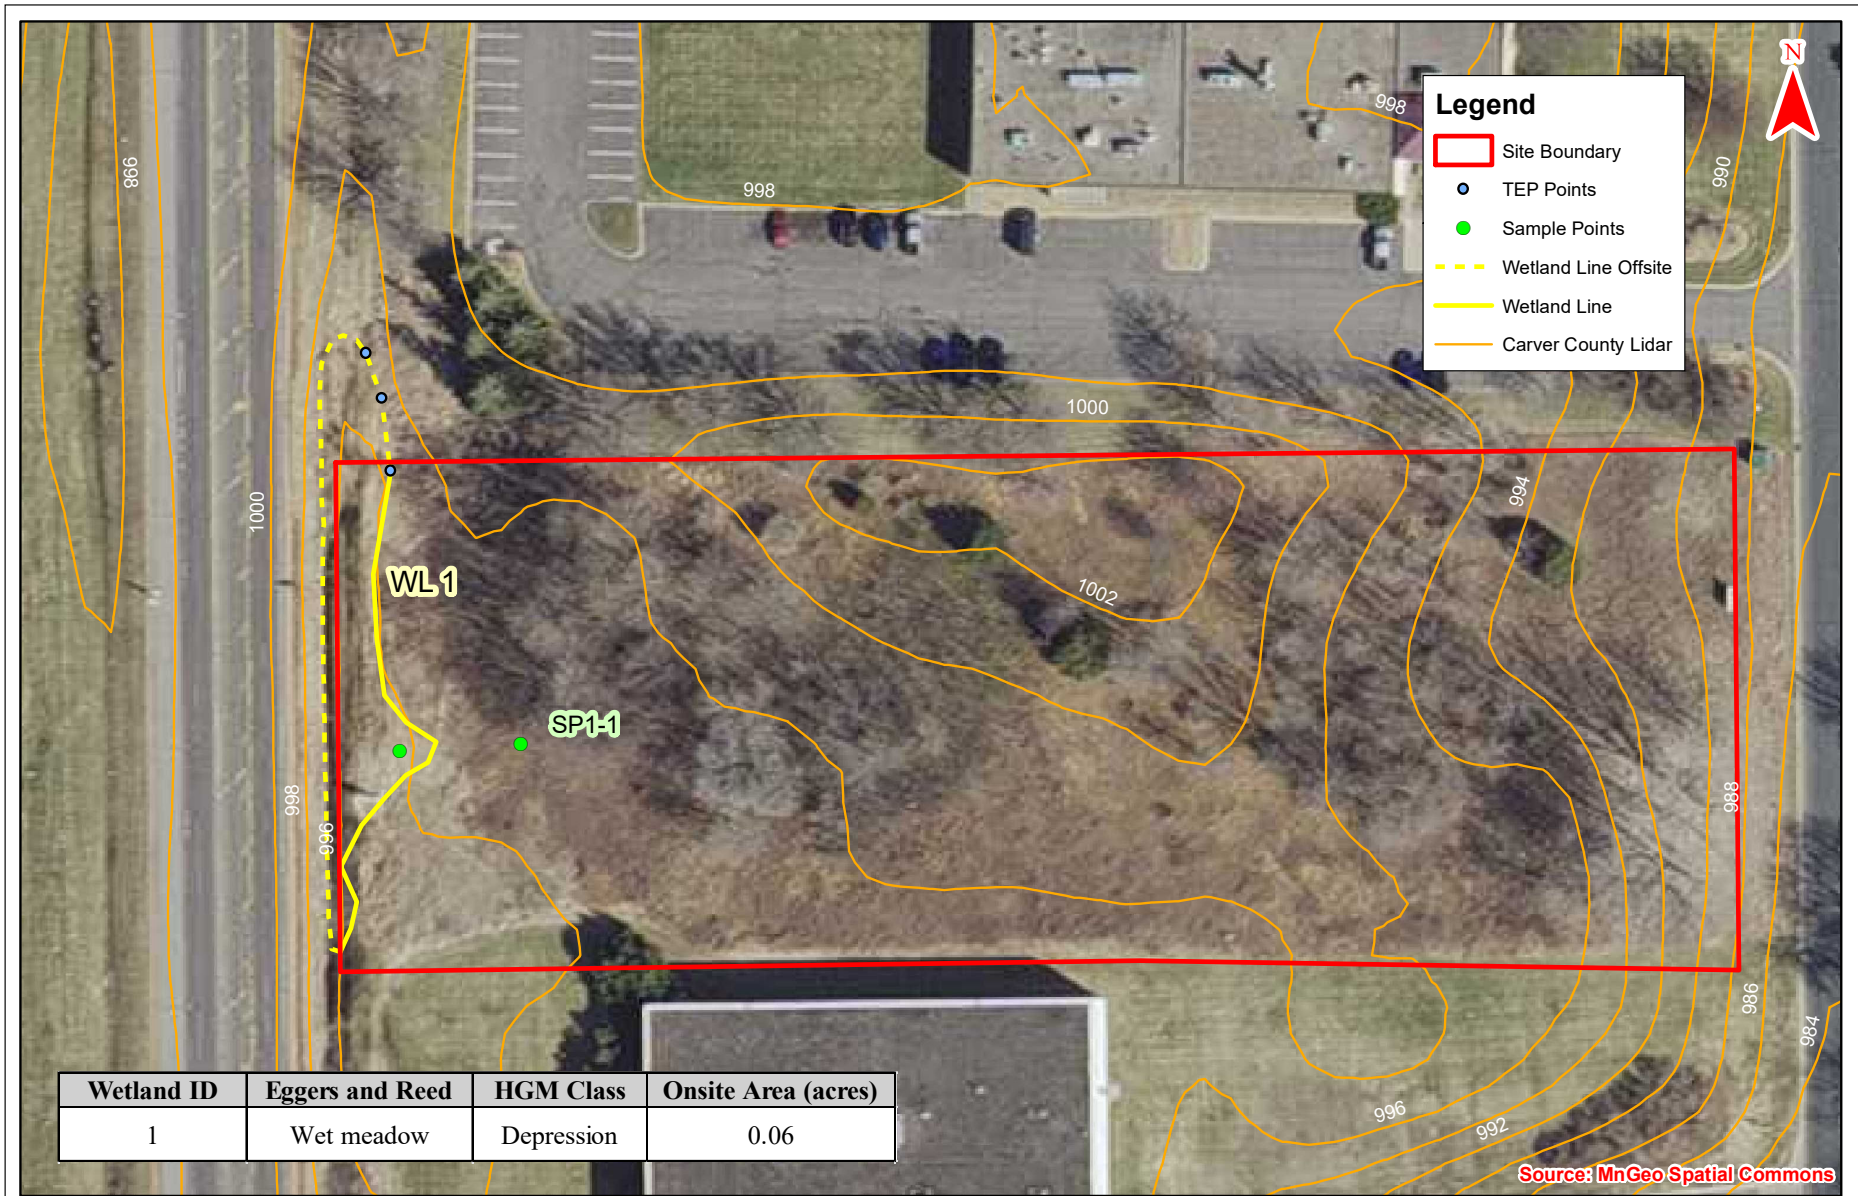 N
Legend
Site Boundary
TEP Points
Sample Points
Wetland Line Offsite
Wetland Line
Carver County Lidar
998
998
998
990
1000
1000
994
1002
WL 1
SP1-1
998
996
988
986
984
996
992
Wetland ID Eggers and Reed HGM Class Onsite Area (acres)
1 Wet meadow Depression 0.06
Source: MnGeo Spatial Commons